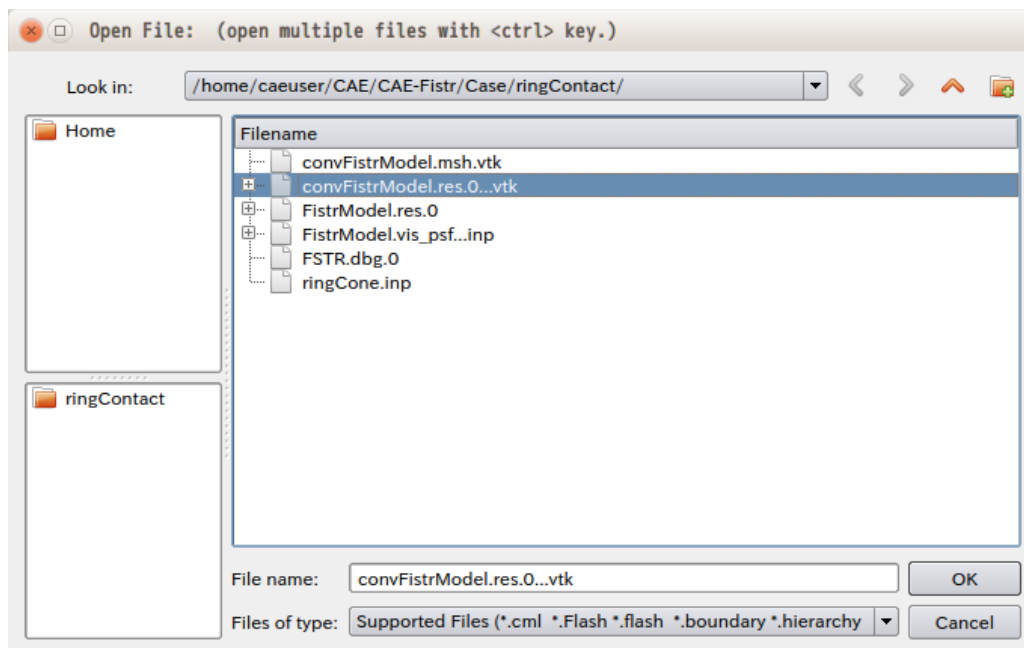 Open File: (open multiple files with <ctrl> key.)
Look in: /home/caeuser/CAE/CAE-Fistr/Case/ringContact/
Home
Filename
convFistrModel.msh.vtk
convFistrModel.res.0...vtk
FistrModel.res.0
FistrModel.vis_psf...inp
FSTR.dbg.0
ringCone.inp
ringContact
File name: convFistrModel.res.0...vtk OK
Files of type: Supported Files (*.cml *.Flash *.flash *.boundary *.hierarchy Cancel